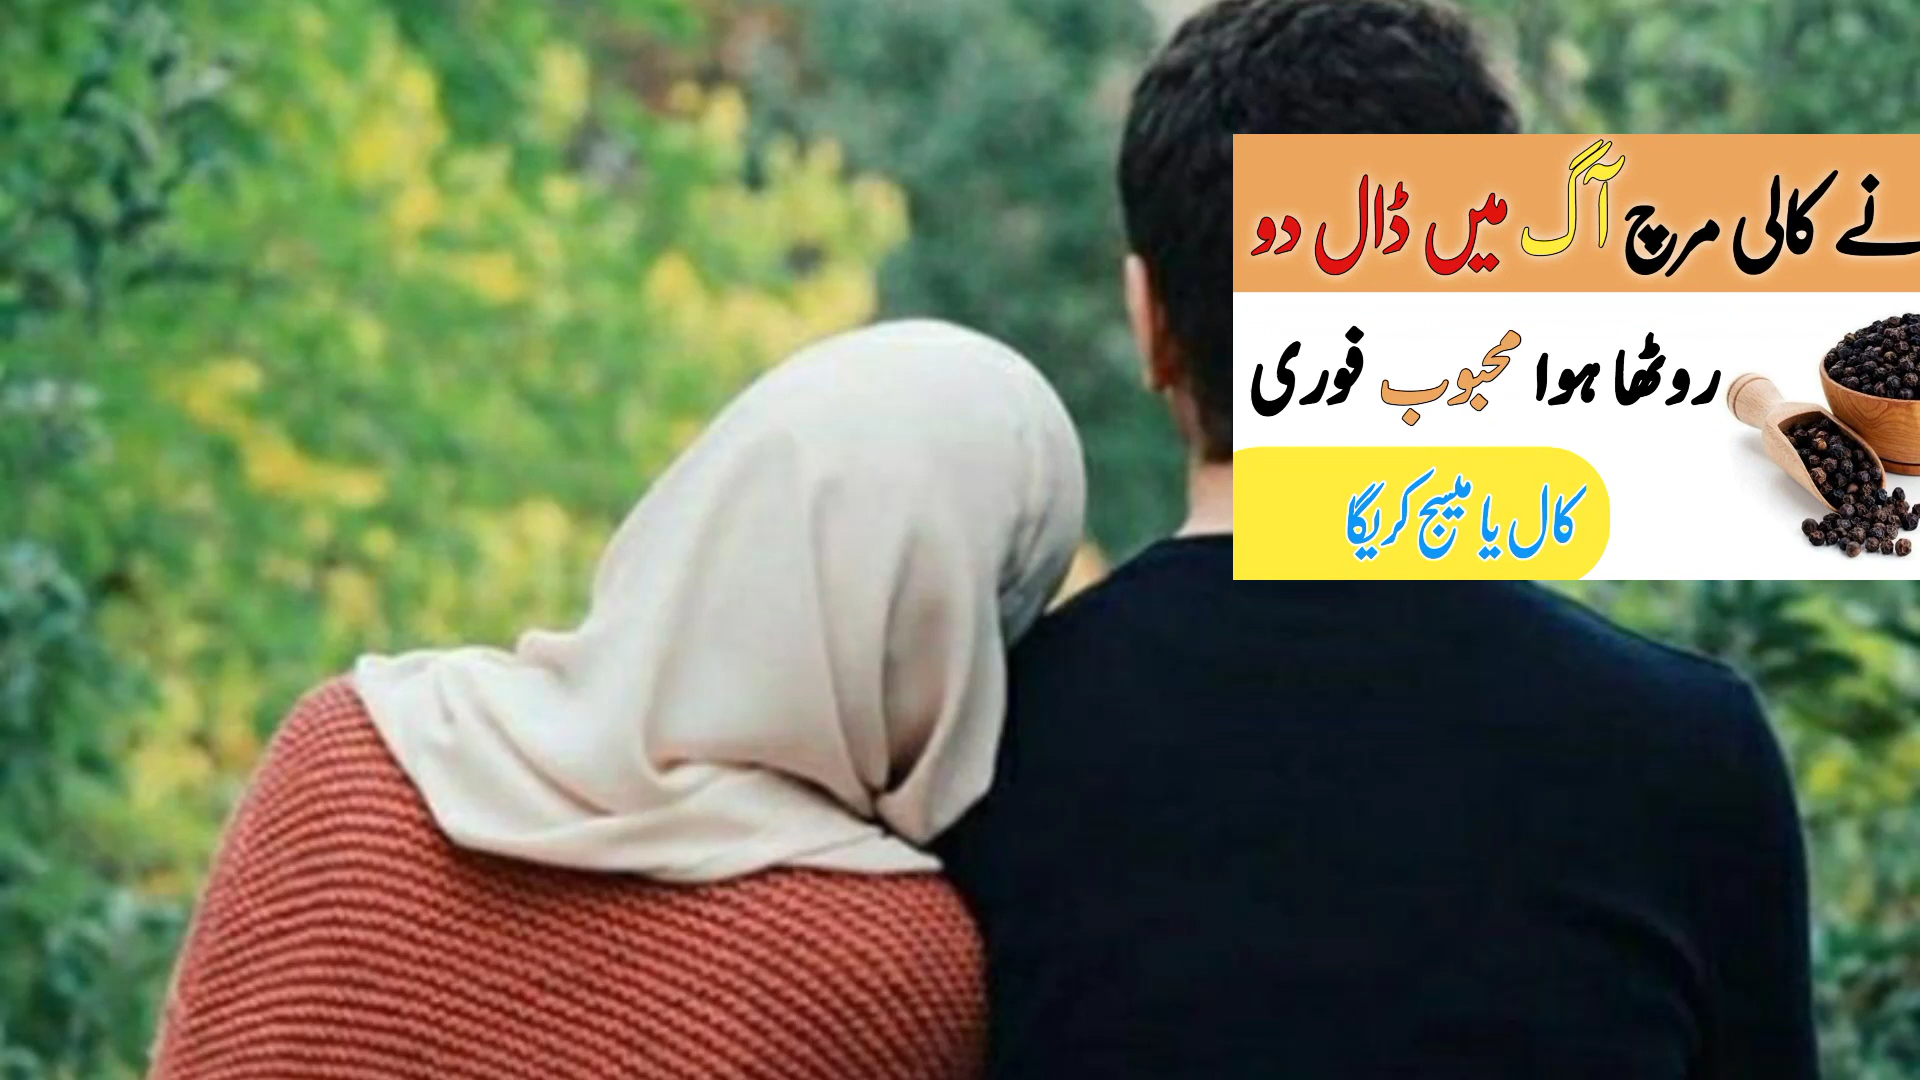 نے کالی مرچ آگ میں ڈال دو
روٹھا ہوا محبوب فوری
کال یا میسج کریگا